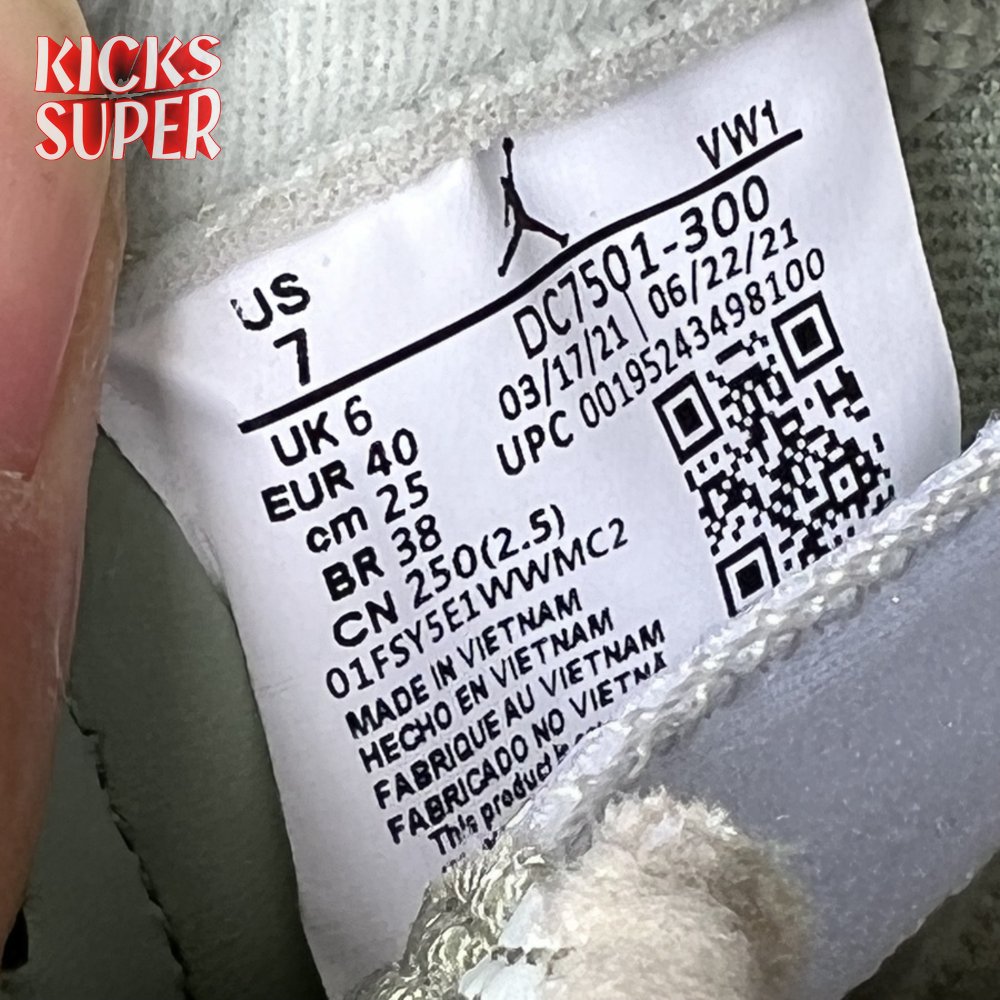 KICKS
SUPER
VW1
US
7
DC7501-300
03/17/21 | 06/22/21
UPC 00195243498100
UK 6
EUR 40
cm 25
BR 38
CN 250(2.5)
01FSY5E1WWMC2
MADE IN VIETNAM
HECHO EN VIETNAM
FABRIQUE AU VIETNAM
FABRICADO NO VIETNA
This product